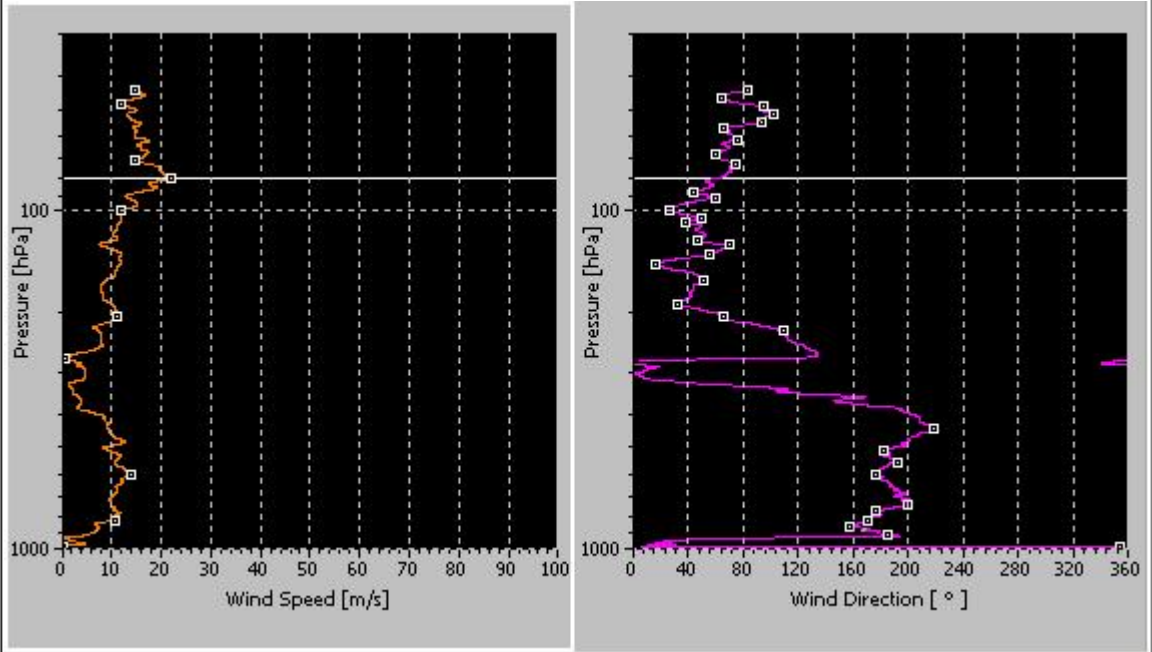 Pressure [hPa]
100
1000
0 10 20 30 40 50 60 70 80 90 100
Wind Speed [m/s]
Pressure [hPa]
100
1000
0 40 80 120 160 200 240 280 320 360
Wind Direction [ ° ]